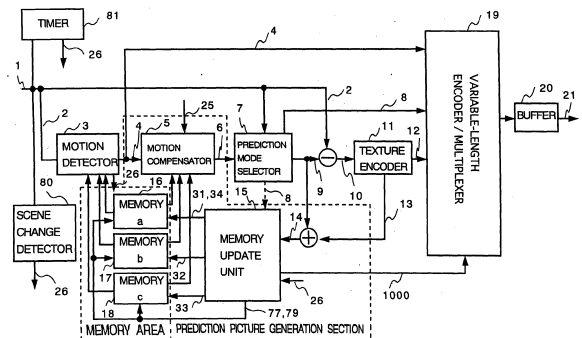 TIMER
81
26
1
4
19
2
3
MOTION
DETECTOR
4
5
25
MOTION
COMPENSATOR
6
7
PREDICTION
MODE
SELECTOR
2
8
9
10
11
TEXTURE
ENCODER
12
VARIABLE-LENGTH
ENCODER / MULTIPLEXER
20
BUFFER
21
80
SCENE
CHANGE
DETECTOR
26
26
16
MEMORY
a
31,34
15
8
14
13
17
MEMORY
b
32
MEMORY
UPDATE
UNIT
18
MEMORY
c
33
26
1000
77,79
MEMORY AREA
PREDICTION PICTURE GENERATION SECTION